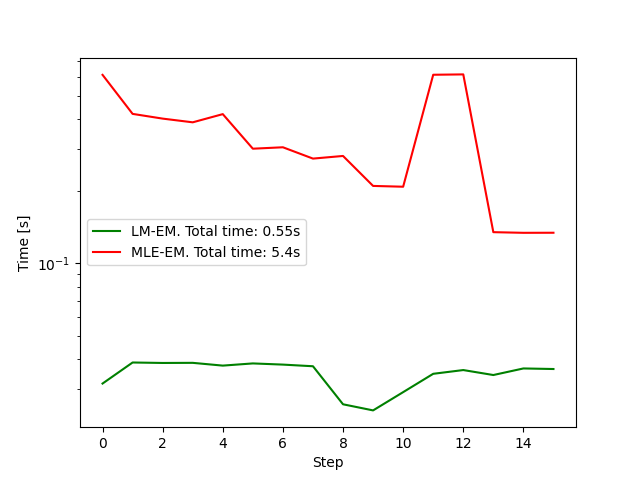 Time [s]
10⁻¹
LM-EM. Total time: 0.55s
MLE-EM. Total time: 5.4s
0 2 4 6 8 10 12 14
Step